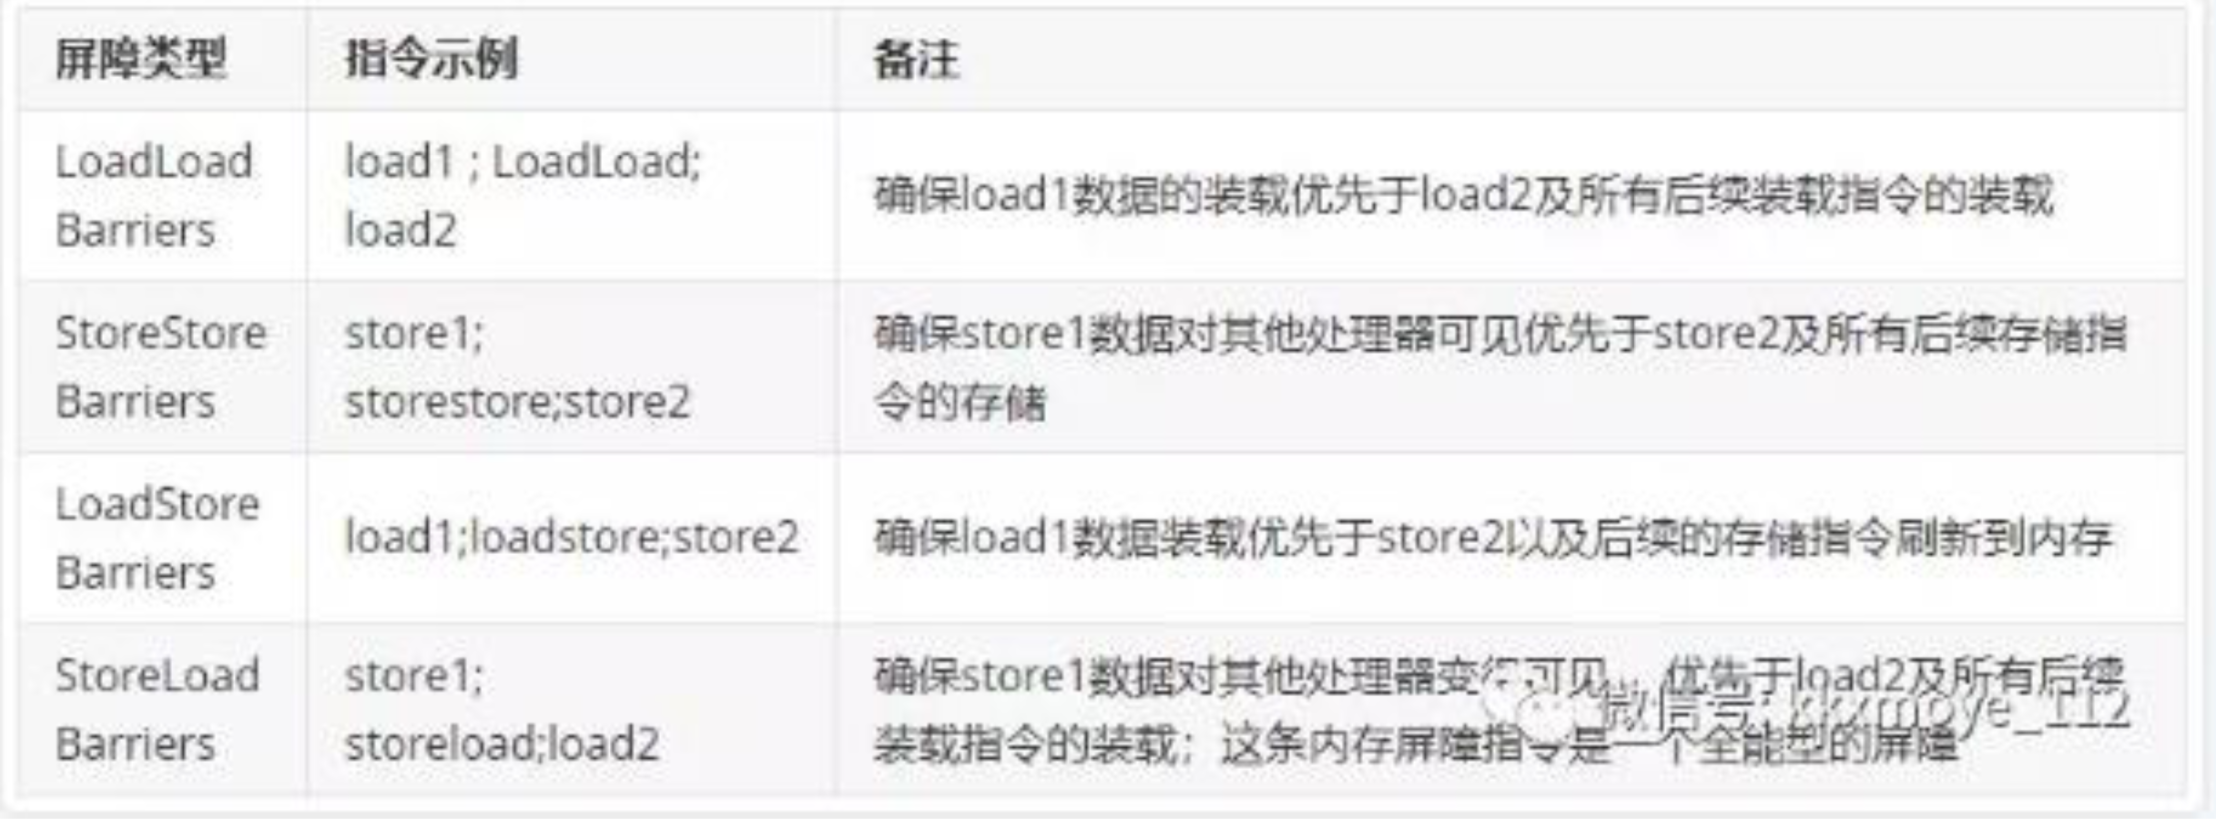 屏障类型
指令示例
备注
LoadLoad
Barriers
load1 ; LoadLoad;
load2
确保load1数据的装载优先于load2及所有后续装载指令的装载
StoreStore
Barriers
store1;
storestore;store2
确保store1数据对其他处理器可见优先于store2及所有后续存储指
令的存储
LoadStore
Barriers
load1;loadstore;store2
确保load1数据装载优先于store2以及后续的存储指令刷新到内存
StoreLoad
Barriers
store1;
storeload;load2
确保store1数据对其他处理器变得可见， 优先于load2及所有后续
装载指令的装载；这条内存屏障指令是一个全能型的屏障
微信号: